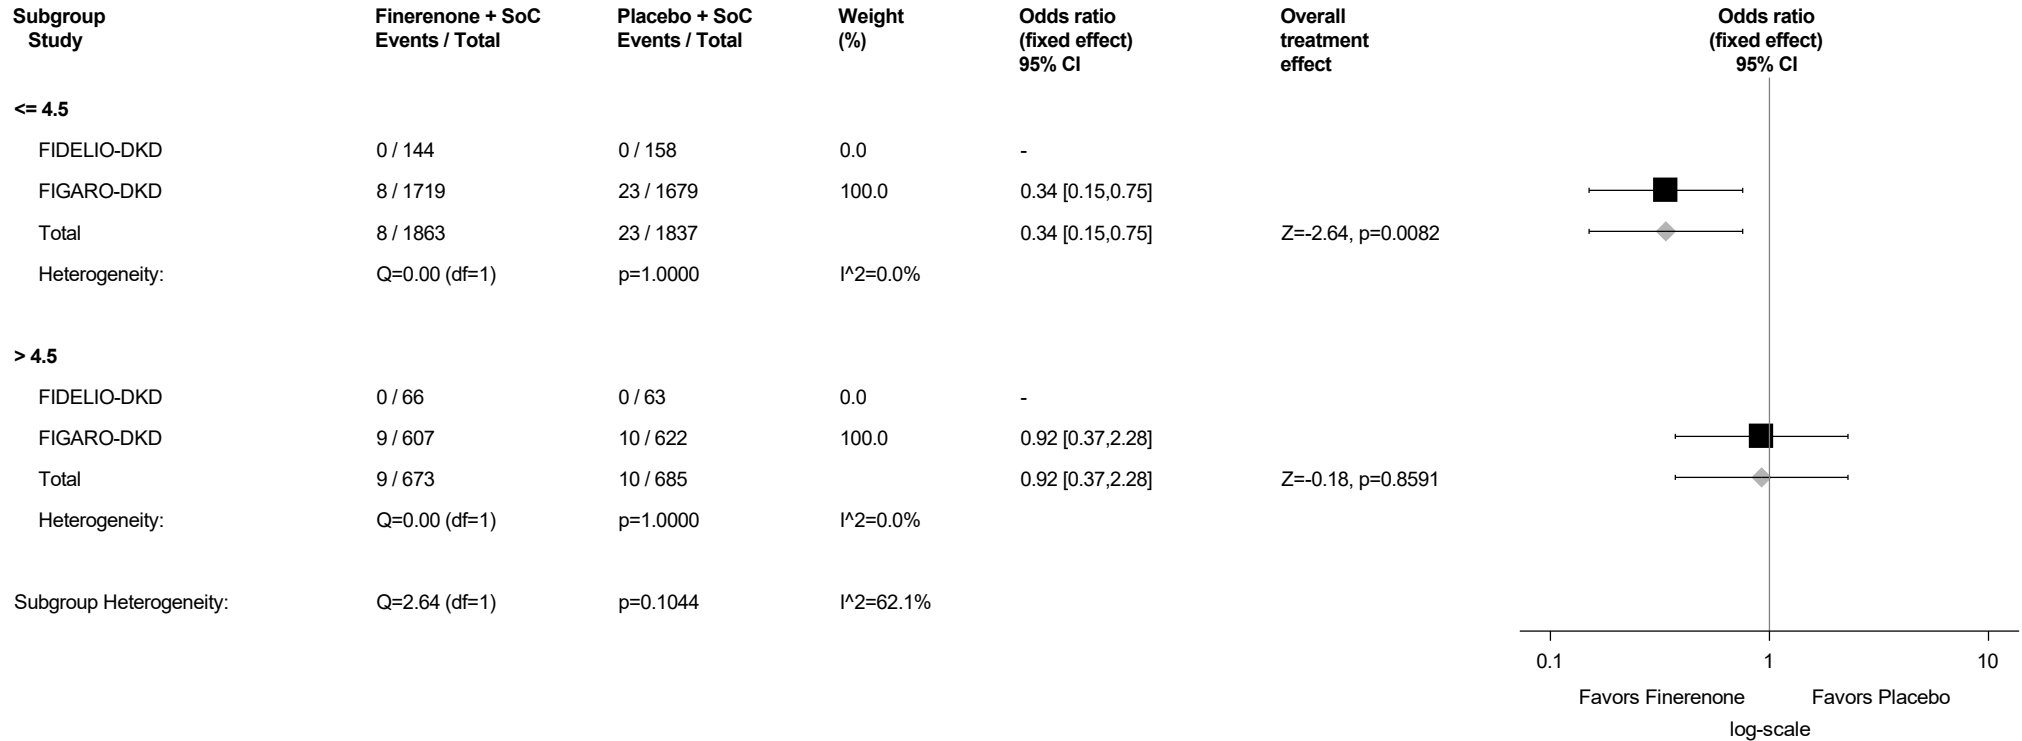 Subgroup Finerenone + SoC Placebo + SoC Weight Odds ratio Overall Odds ratio
Study Events / Total Events / Total (%) (fixed effect) treatment (fixed effect)
95% CI effect 95% CI
<= 4.5
FIDELIO-DKD 0 / 144 0 / 158 0.0 -
FIGARO-DKD 8 / 1719 23 / 1679 100.0 0.34 [0.15,0.75]
Total 8 / 1863 23 / 1837 0.34 [0.15,0.75] Z=-2.64, p=0.0082
Heterogeneity: Q=0.00 (df=1) p=1.0000 I^2=0.0%
> 4.5
FIDELIO-DKD 0 / 66 0 / 63 0.0 -
FIGARO-DKD 9 / 607 10 / 622 100.0 0.92 [0.37,2.28]
Total 9 / 673 10 / 685 0.92 [0.37,2.28] Z=-0.18, p=0.8591
Heterogeneity: Q=0.00 (df=1) p=1.0000 I^2=0.0%
Subgroup Heterogeneity: Q=2.64 (df=1) p=0.1044 I^2=62.1%
0.1 1 10
Favors Finerenone Favors Placebo
log-scale